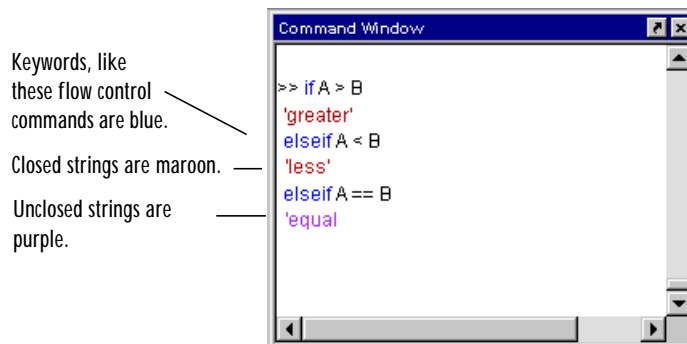 Keywords, like
these flow control
commands are blue.
Closed strings are maroon.
Unclosed strings are
purple.
Command Window
>> if A > B
'greater'
elseif A < B
'less'
elseif A == B
'equal